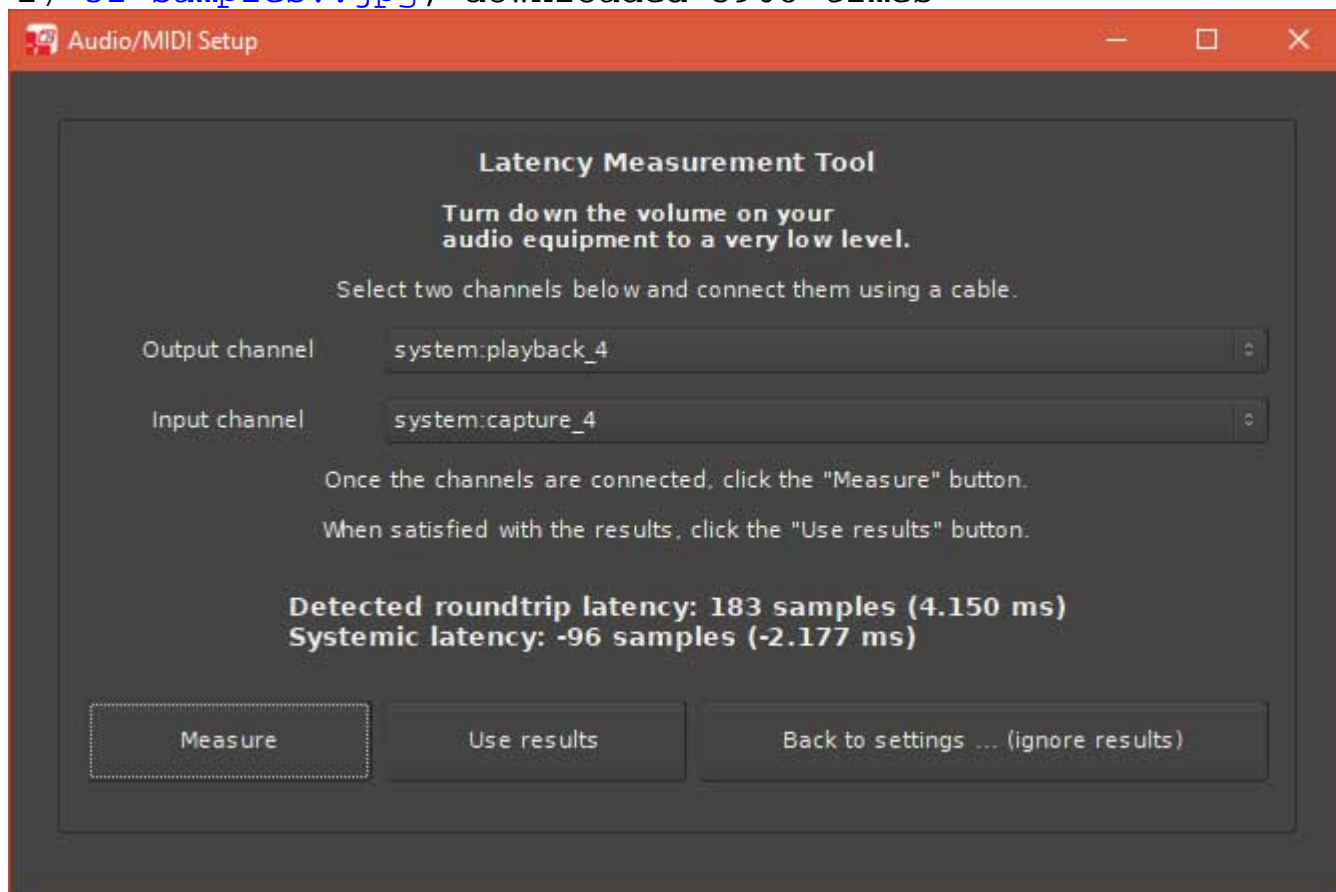 Audio/MIDI Setup
Latency Measurement Tool
Turn down the volume on your
audio equipment to a very low level.
Select two channels below and connect them using a cable.
Output channel system:playback_4
Input channel system:capture_4
Once the channels are connected, click the "Measure" button.
When satisfied with the results, click the "Use results" button.
Detected roundtrip latency: 183 samples (4.150 ms)
Systemic latency: -96 samples (-2.177 ms)
Measure Use results Back to settings ... (ignore results)